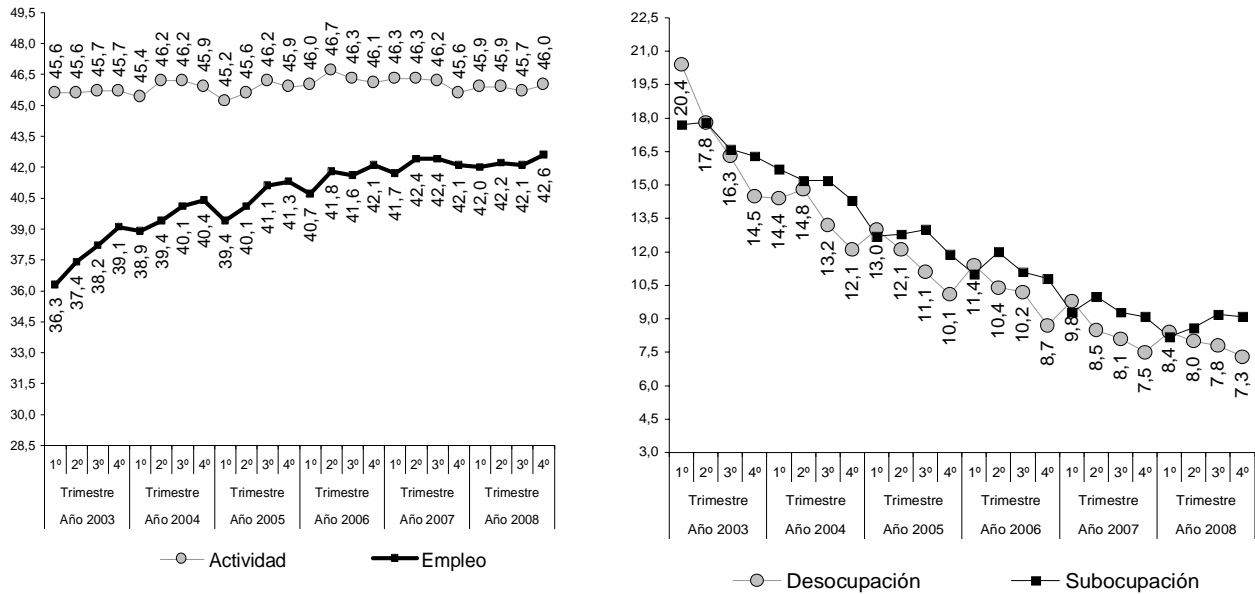 49,5
48,0
46,5
45,0
43,5
42,0
40,5
39,0
37,5
36,0
34,5
33,0
31,5
30,0
28,5
45,6 45,6 45,7 45,7 45,4 46,2 46,2 45,9 45,2 45,6 46,2 45,9 46,0 46,7 46,3 46,1 46,3 46,3 46,2 45,6 45,9 45,9 45,7 46,0
36,3 37,4 38,2 39,1 38,9 39,4 40,1 40,4 39,4 40,1 41,1 41,3 40,7 41,8 41,6 42,1 41,7 42,4 42,4 42,1 42,0 42,2 42,1 42,6
1º 2º 3º 4º 1º 2º 3º 4º 1º 2º 3º 4º 1º 2º 3º 4º 1º 2º 3º 4º 1º 2º 3º 4º
Trimestre Trimestre Trimestre Trimestre Trimestre Trimestre
Año 2003 Año 2004 Año 2005 Año 2006 Año 2007 Año 2008
Actividad Empleo
22,5
21,0
19,5
18,0
16,5
15,0
13,5
12,0
10,5
9,0
7,5
6,0
4,5
3,0
20,4 17,8 16,3 14,5 14,4 14,8 13,2 12,1 13,0 12,1 11,1 10,1 11,4 10,4 10,2 8,7 9,8 8,5 8,1 7,5 8,4 8,0 7,8 7,3
1º 2º 3º 4º 1º 2º 3º 4º 1º 2º 3º 4º 1º 2º 3º 4º 1º 2º 3º 4º 1º 2º 3º 4º
Trimestre Trimestre Trimestre Trimestre Trimestre Trimestre
Año 2003 Año 2004 Año 2005 Año 2006 Año 2007 Año 2008
Desocupación Subocupación